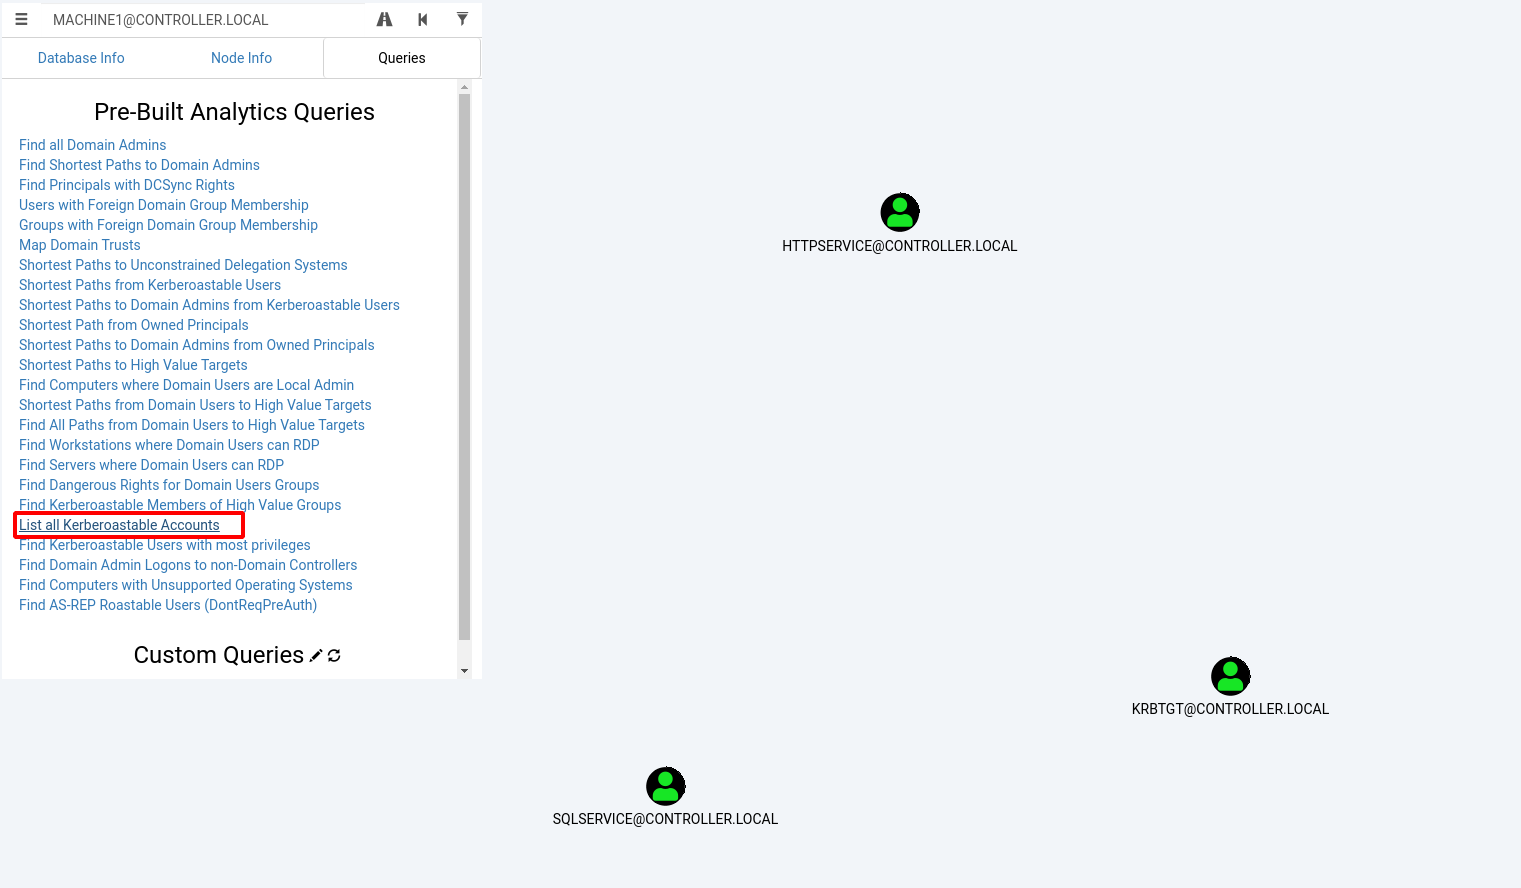 MACHINE1@CONTROLLER.LOCAL
Database Info
Node Info
Queries
Pre-Built Analytics Queries
Find all Domain Admins
Find Shortest Paths to Domain Admins
Find Principals with DCSync Rights
Users with Foreign Domain Group Membership
Groups with Foreign Domain Group Membership
Map Domain Trusts
Shortest Paths to Unconstrained Delegation Systems
Shortest Paths from Kerberoastable Users
Shortest Paths to Domain Admins from Kerberoastable Users
Shortest Path from Owned Principals
Shortest Paths to Domain Admins from Owned Principals
Shortest Paths to High Value Targets
Find Computers where Domain Users are Local Admin
Shortest Paths from Domain Users to High Value Targets
Find All Paths from Domain Users to High Value Targets
Find Workstations where Domain Users can RDP
Find Servers where Domain Users can RDP
Find Dangerous Rights for Domain Users Groups
Find Kerberoastable Members of High Value Groups
List all Kerberoastable Accounts
Find Kerberoastable Users with most privileges
Find Domain Admin Logons to non-Domain Controllers
Find Computers with Unsupported Operating Systems
Find AS-REP Roastable Users (DontReqPreAuth)
Custom Queries
HTTPSERVICE@CONTROLLER.LOCAL
KRBTGT@CONTROLLER.LOCAL
SQLSERVICE@CONTROLLER.LOCAL